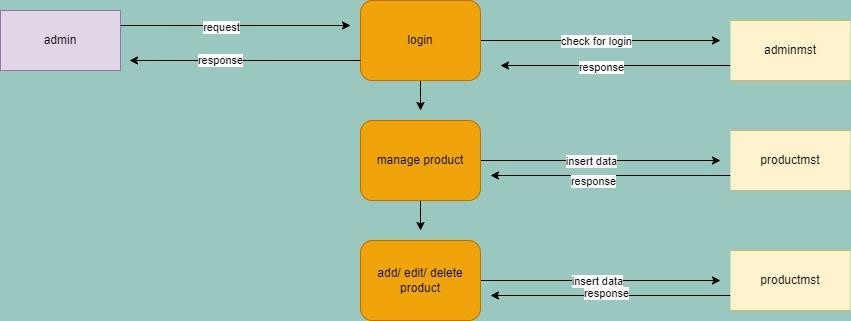 admin
request
response
login
check for login
response
adminmst
manage product
insert data
response
productmst
add/ edit/ delete
product
insert data
response
productmst